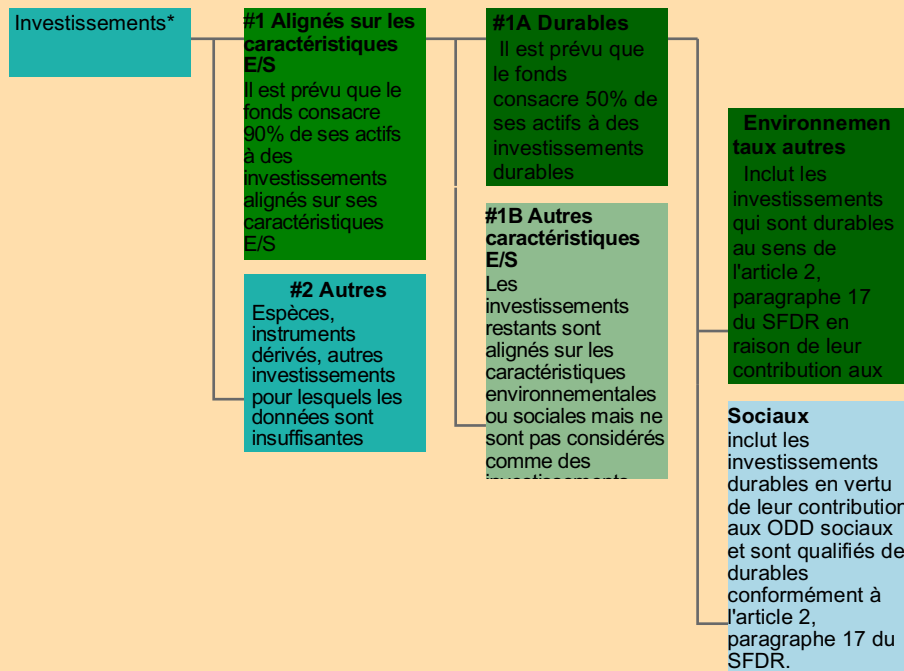 Investissements*
#1 Alignés sur les
caractéristiques
E/S
Il est prévu que le
fonds consacre
90% de ses actifs
à des
investissements
alignés sur ses
caractéristiques
E/S
#2 Autres
Espèces,
instruments
dérivés, autres
investissements
pour lesquels les
données sont
insuffisantes
#1A Durables
Il est prévu que
le fonds
consacre 50% de
ses actifs à des
investissements
durables
#1B Autres
caractéristiques
E/S
Les
investissements
restants sont
alignés sur les
caractéristiques
environnementales
ou sociales mais ne
sont pas considérés
comme des
Environnemen
taux autres
Inclut les
investissements
qui sont durables
au sens de
l'article 2,
paragraphe 17
du SFDR en
raison de leur
contribution aux
Sociaux
inclut les
investissements
durables en vertu
de leur contribution
aux ODD sociaux
et sont qualifiés de
durables
conformément à
l'article 2,
paragraphe 17 du
SFDR.